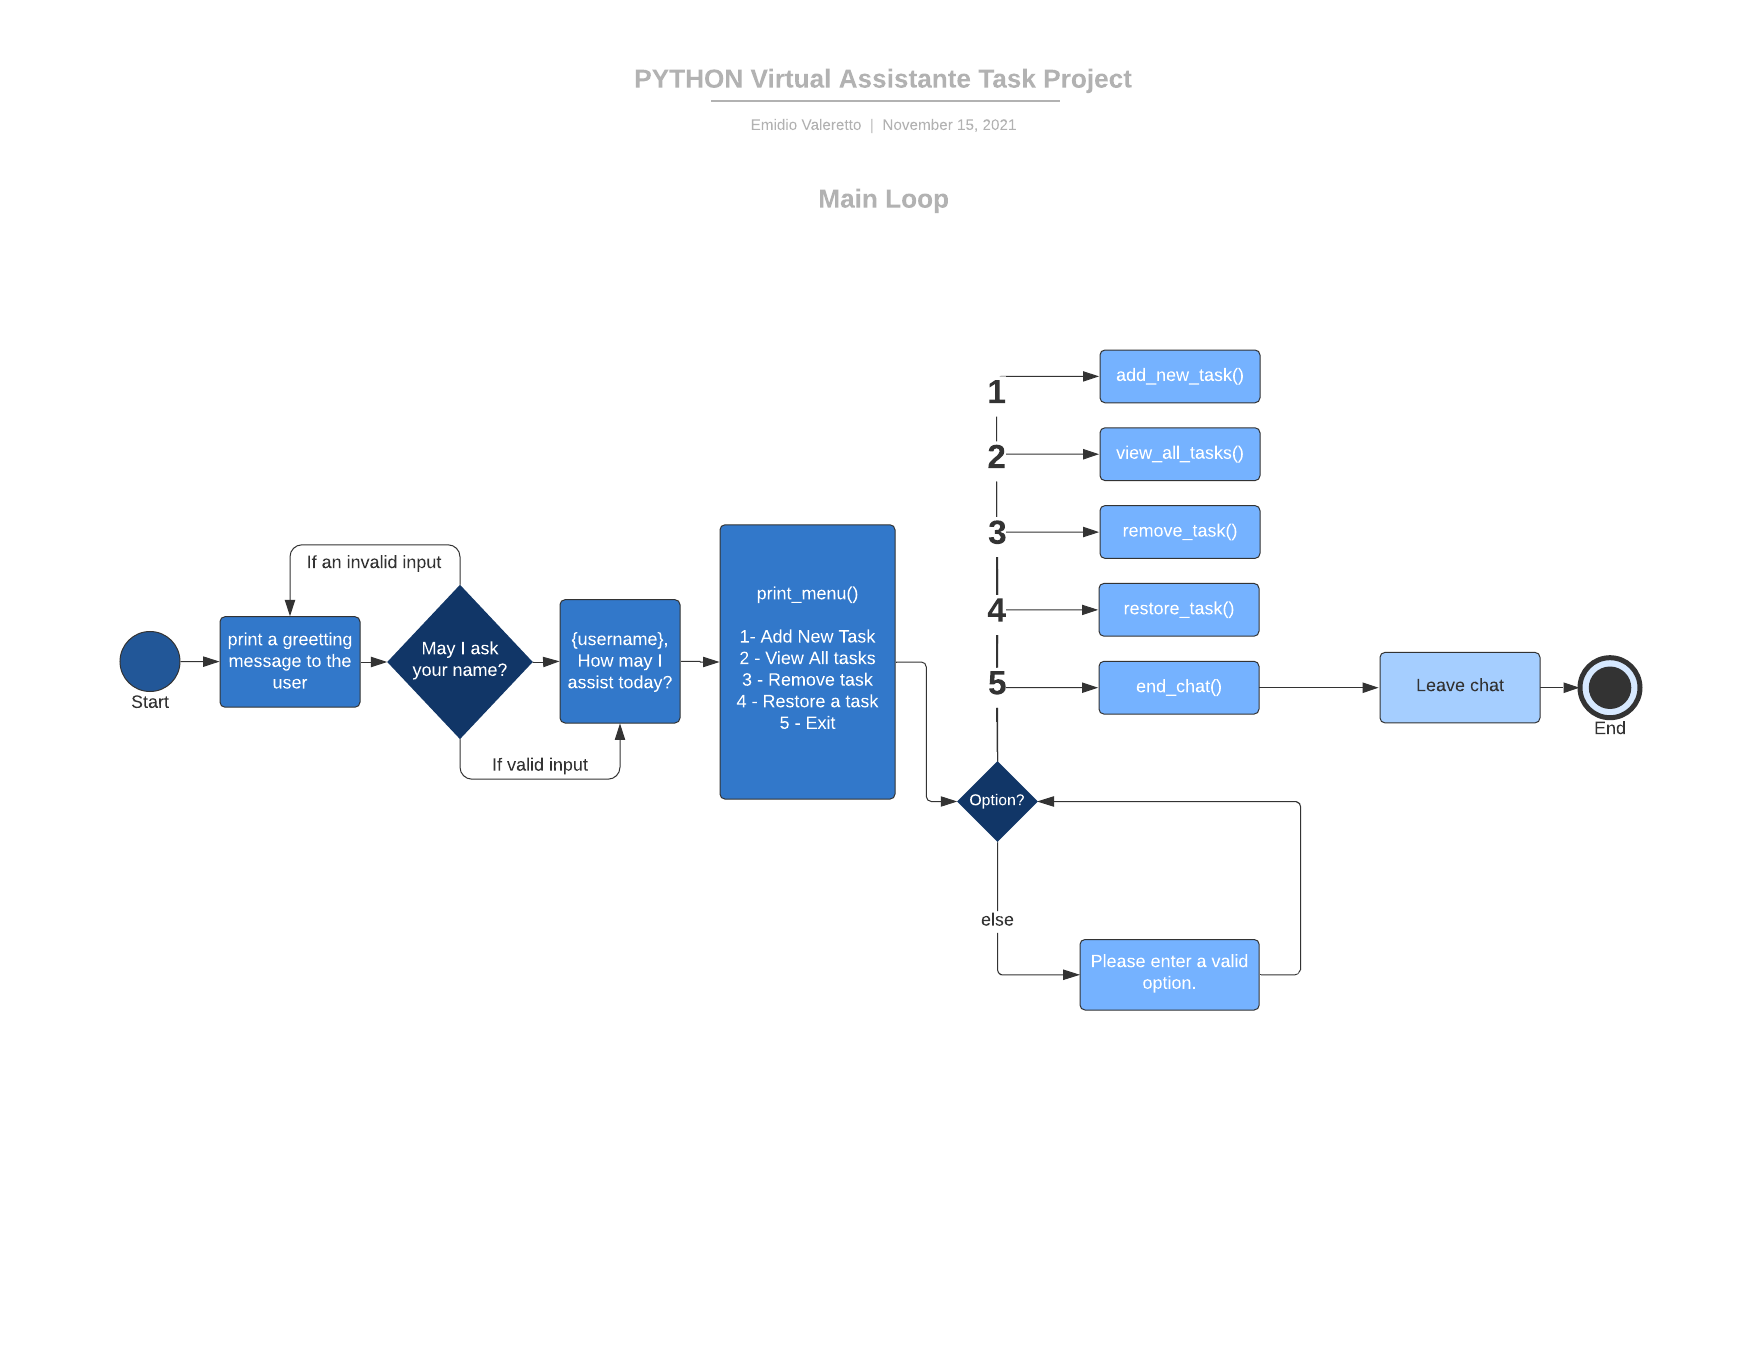 PYTHON Virtual Assistante Task Project
Emidio Valeretto | November 15, 2021
Main Loop
Start
print a greetting
message to the
user
If an invalid input
May I ask
your name?
If valid input
{username},
How may I
assist today?
print_menu()
1- Add New Task
2 - View All tasks
3 - Remove task
4 - Restore a task
5 - Exit
Option?
1
add_new_task()
2
view_all_tasks()
3
remove_task()
4
restore_task()
5
end_chat()
Leave chat
End
else
Please enter a valid
option.